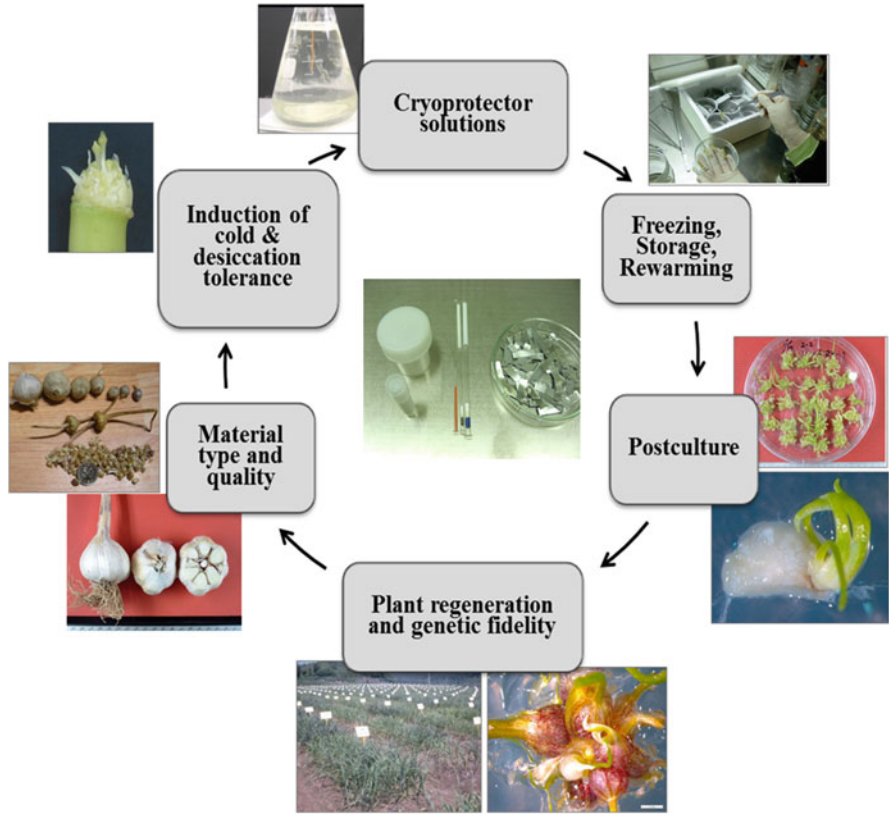 Cryoprotector
solutions
Induction of
cold &
desiccation
tolerance
Freezing,
Storage,
Rewarming
Material
type and
quality
Postculture
Plant regeneration
and genetic fidelity